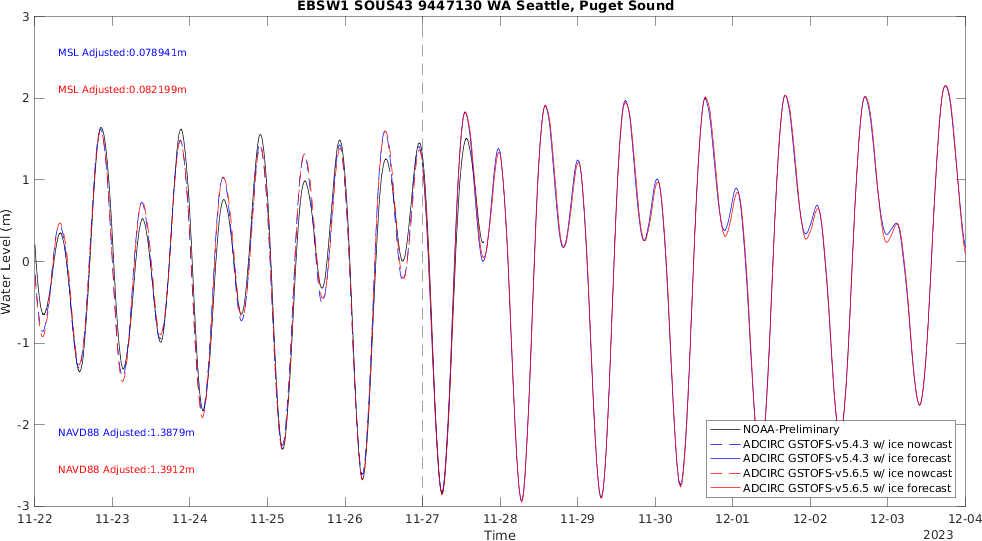 EBSW1 SOUS43 9447130 WA Seattle, Puget Sound
3
MSL Adjusted:0.078941m
MSL Adjusted:0.082199m
2
1
0
Water Level (m)
-1
-2
NAVD88 Adjusted:1.3879m
NAVD88 Adjusted:1.3912m
-3
NOAA-Preliminary
ADCIRC GSTOFS-v5.4.3 w/ ice nowcast
ADCIRC GSTOFS-v5.4.3 w/ ice forecast
ADCIRC GSTOFS-v5.6.5 w/ ice nowcast
ADCIRC GSTOFS-v5.6.5 w/ ice forecast
11-22 11-23 11-24 11-25 11-26 11-27 11-28 11-29 11-30 12-01 12-02 12-03 12-04
Time
2023